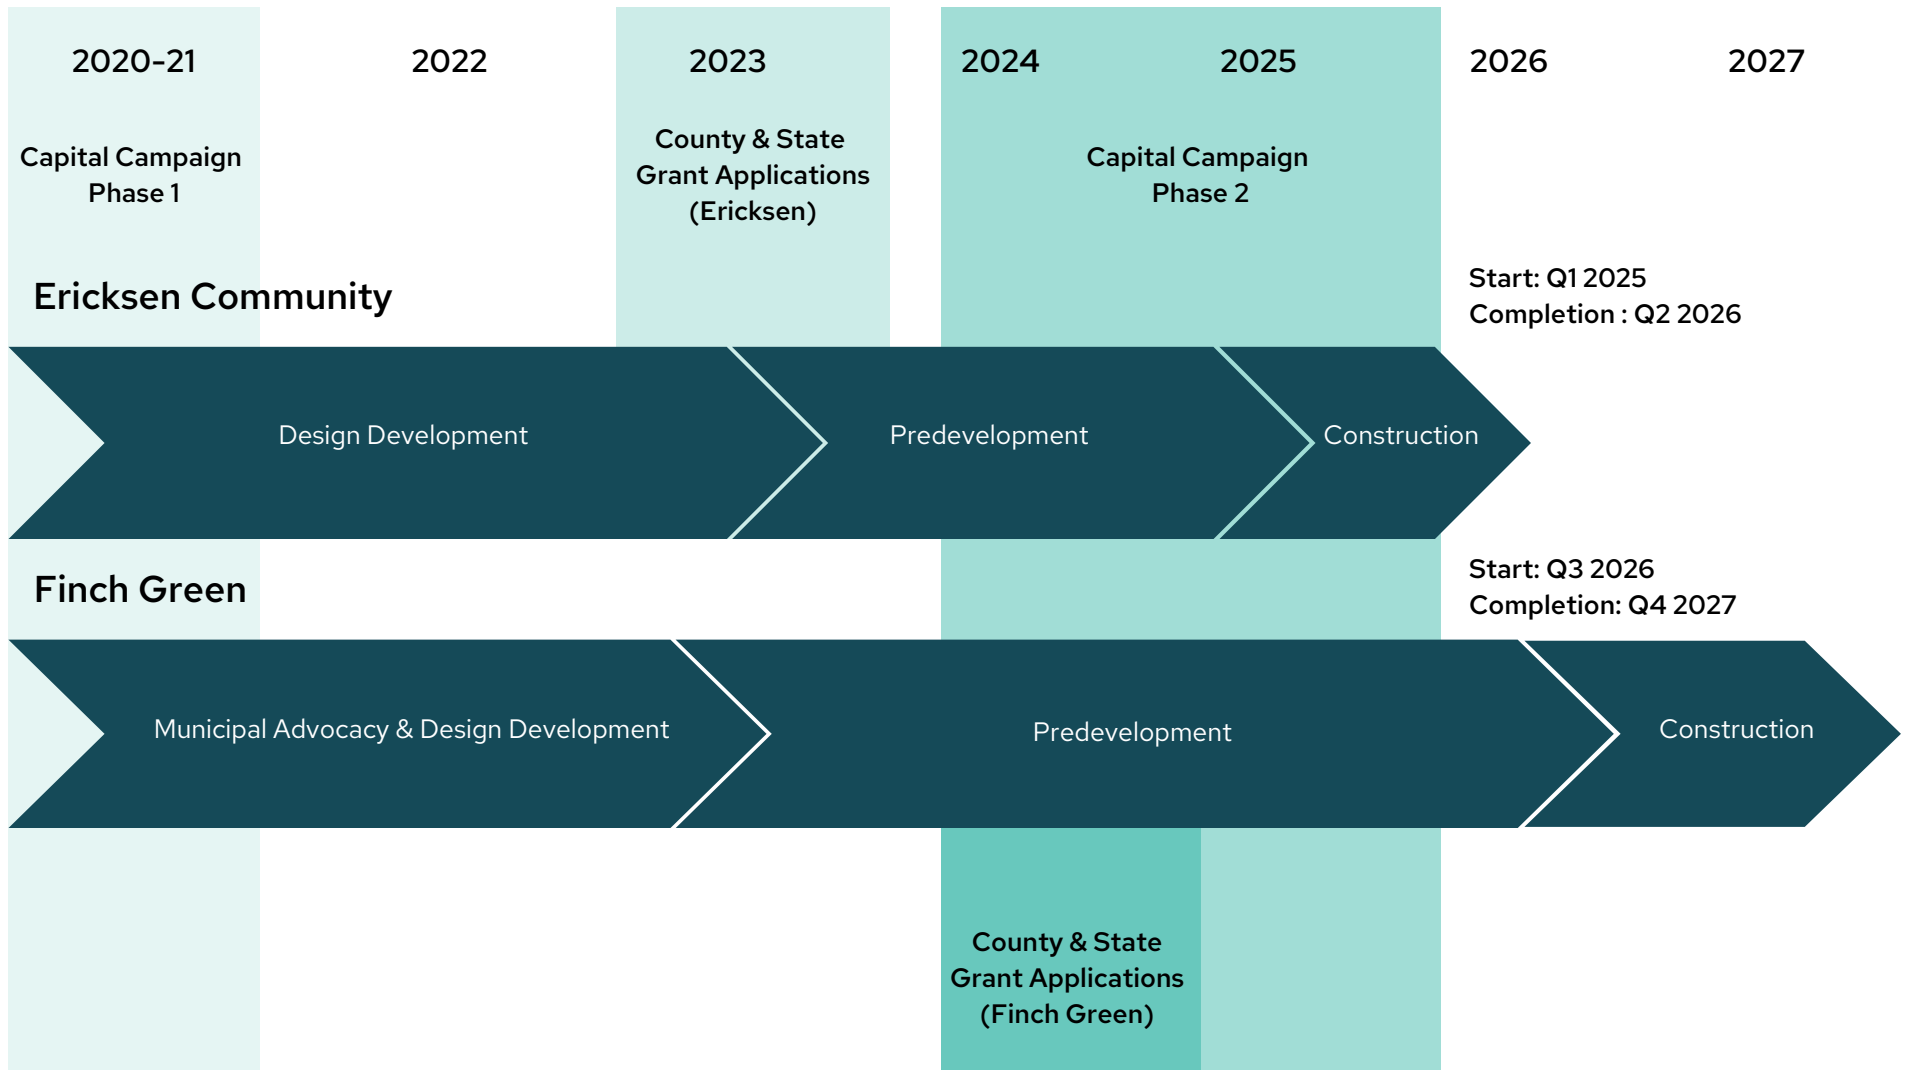 2020-21
2022
2023
2024
2025
2026
2027
Capital Campaign
Phase 1
County & State
Grant Applications
(Ericksen)
Capital Campaign
Phase 2
Ericksen Community
Start: Q1 2025
Completion : Q2 2026
Design Development
Predevelopment
Construction
Finch Green
Start: Q3 2026
Completion: Q4 2027
Municipal Advocacy & Design Development
Predevelopment
Construction
County & State
Grant Applications
(Finch Green)